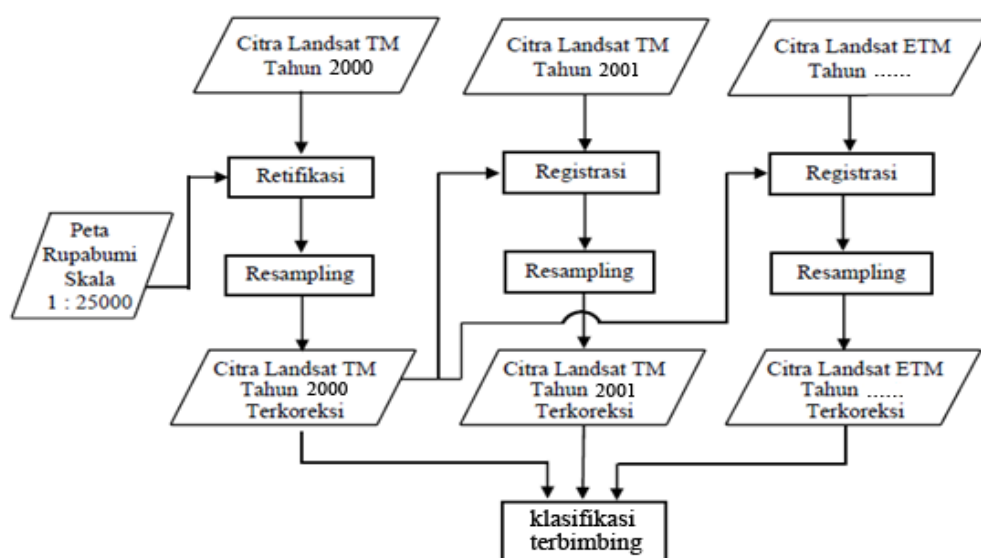 Citra Landsat TM
Tahun 2000
Citra Landsat TM
Tahun 2001
Citra Landsat ETM
Tahun ......
Retifikasi
Registrasi
Registrasi
Peta
Rupabumi
Skala
1 : 25000
Resampling
Resampling
Resampling
Citra Landsat TM
Tahun 2000
Terkoreksi
Citra Landsat TM
Tahun 2001
Terkoreksi
Citra Landsat ETM
Tahun ......
Terkoreksi
klasifikasi
terbimbing